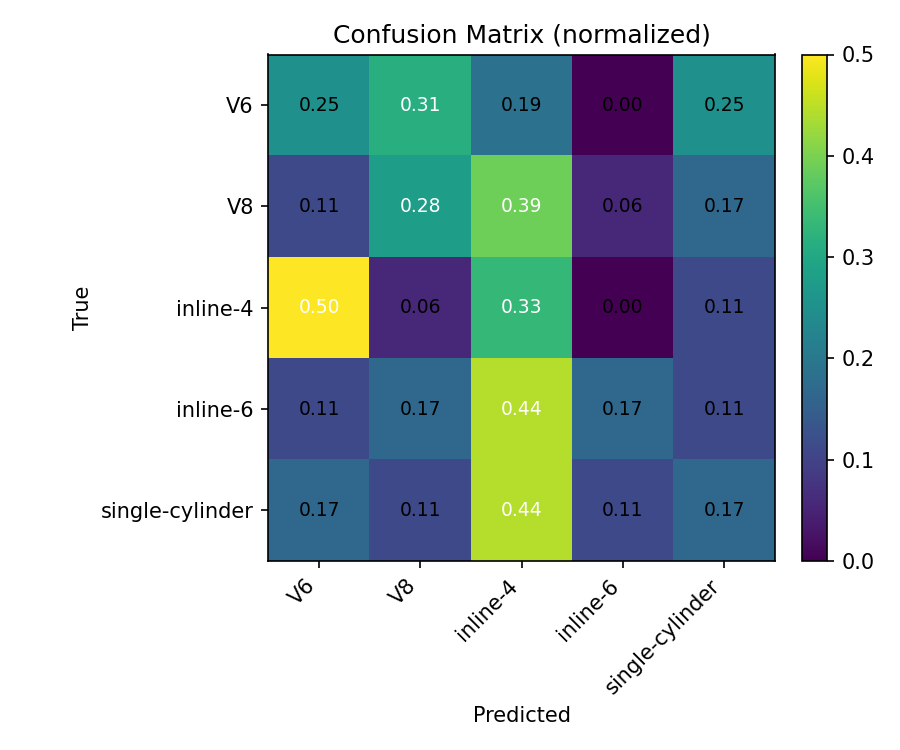 Confusion Matrix (normalized)
True
V6 0.25 0.31 0.19 0.00 0.25
V8 0.11 0.28 0.39 0.06 0.17
inline-4 0.50 0.06 0.33 0.00 0.11
inline-6 0.11 0.17 0.44 0.17 0.11
single-cylinder 0.17 0.11 0.44 0.11 0.17
V6 V8 inline-4 inline-6 single-cylinder
Predicted
0.5
0.4
0.3
0.2
0.1
0.0